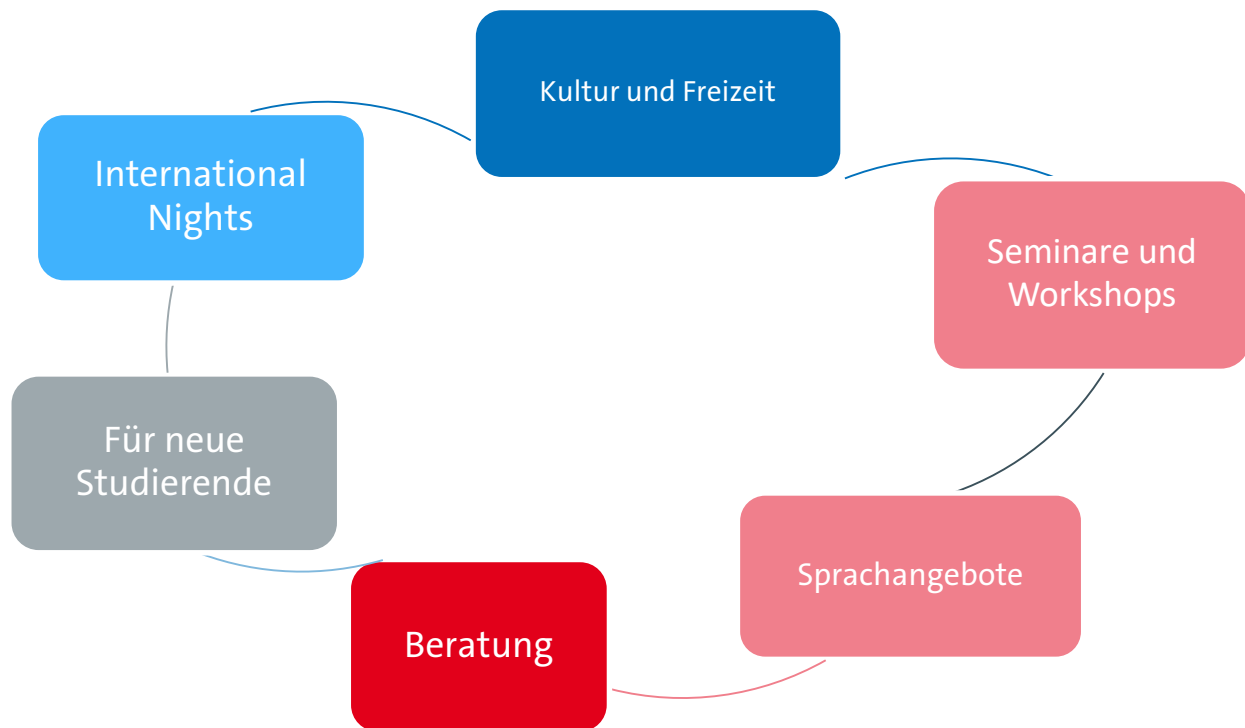 Kultur und Freizeit
International
Nights
Seminare und
Workshops
Für neue
Studierende
Sprachangebote
Beratung